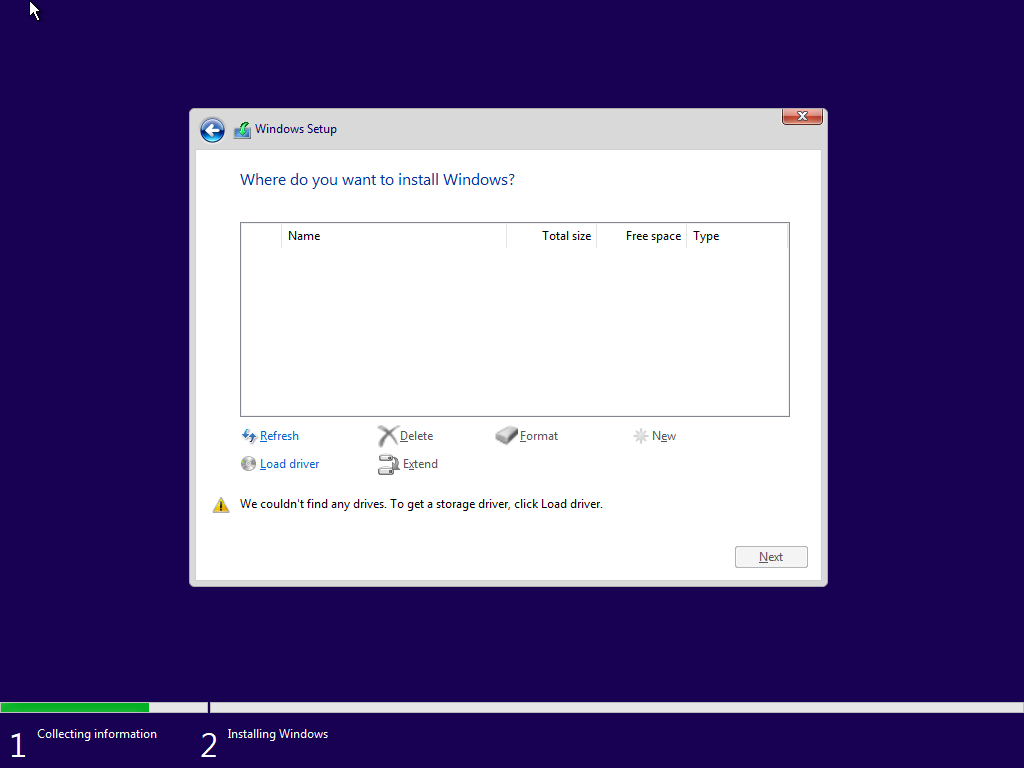 Windows Setup
Where do you want to install Windows?
Name Total size Free space Type
Refresh Delete Format New
Load driver Extend
We couldn't find any drives. To get a storage driver, click Load driver.
Next
1 Collecting information 2 Installing Windows